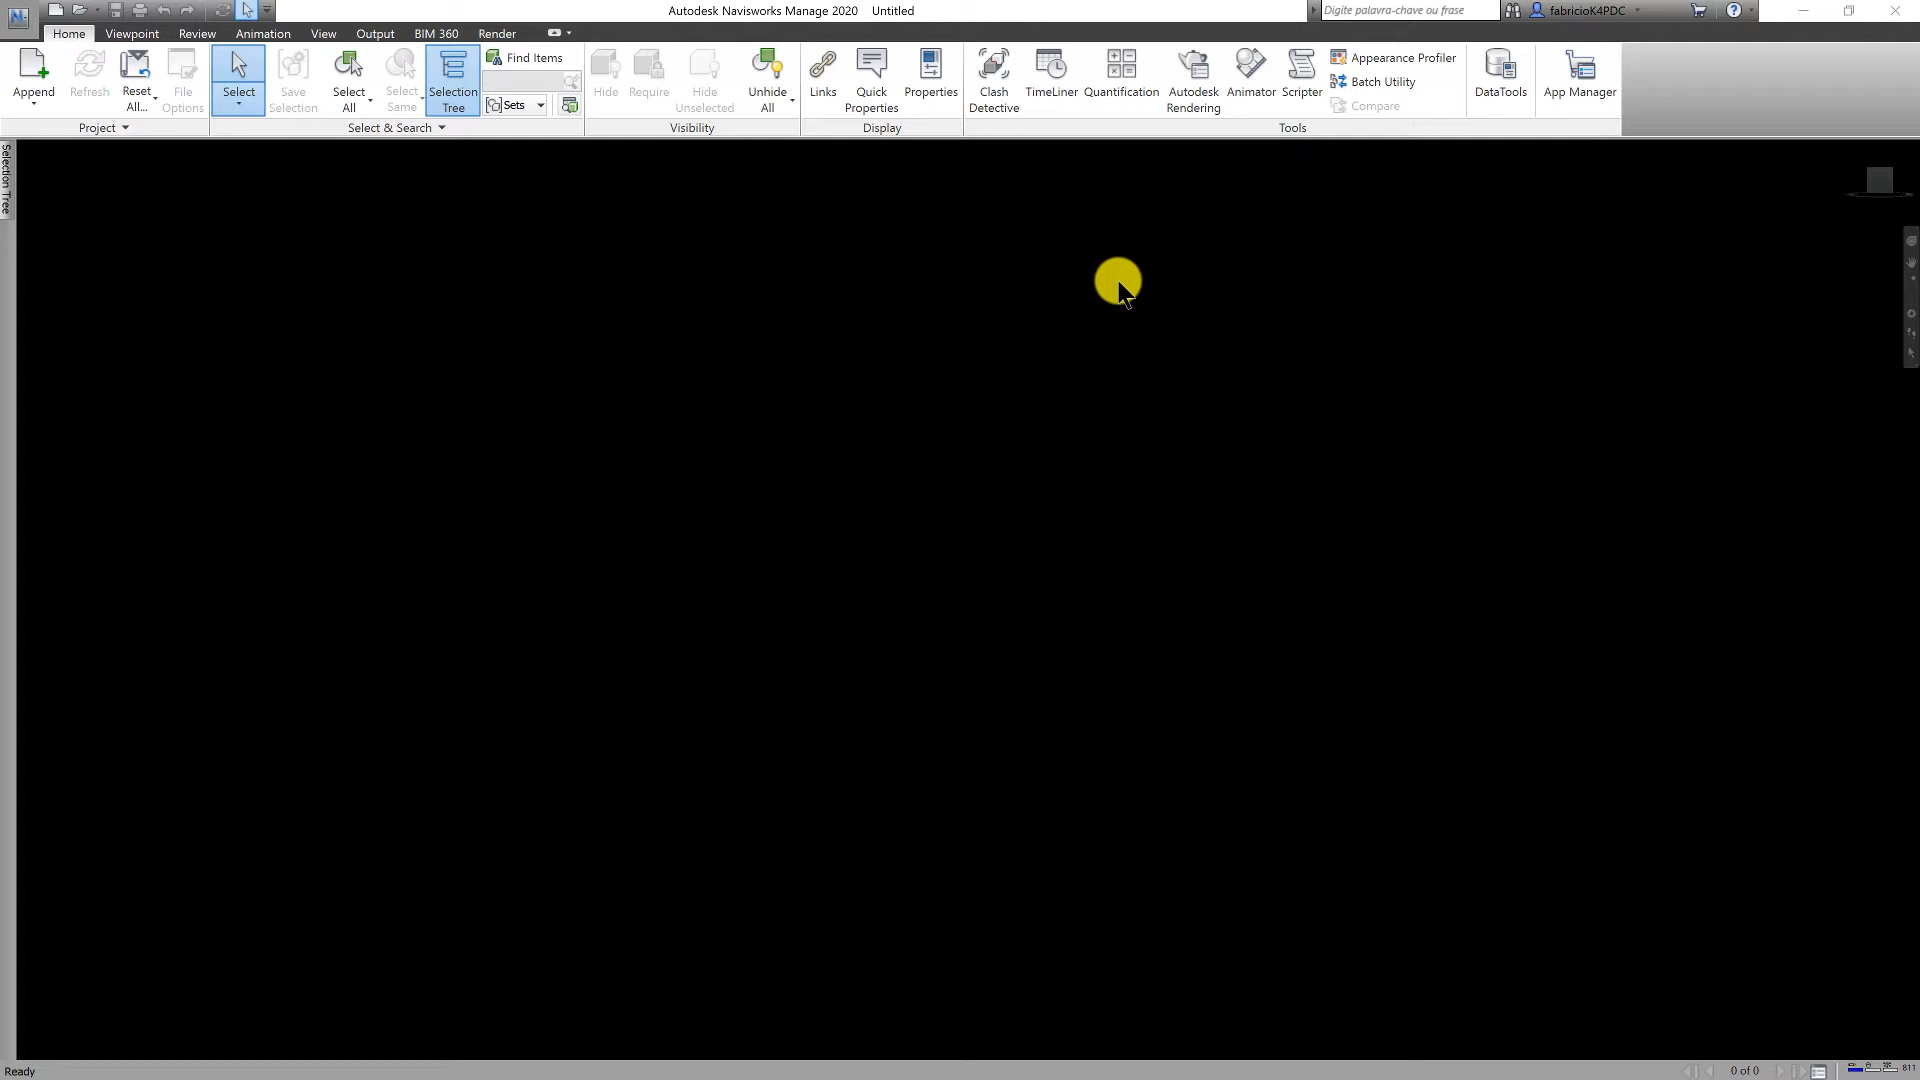 Autodesk Navisworks Manage 2020 Untitled
Digite palavra-chave ou frase
fabricioK4PDC
Home Viewpoint Review Animation View Output BIM 360 Render
Append
Refresh
Reset
All...
File
Options
Project
Select
Save
Selection
Select
All
Select
Same
Selection
Tree
Find Items
Sets
Select & Search
Hide
Require
Hide
Unselected
Unhide
All
Visibility
Links
Quick
Properties
Properties
Display
Clash
Detective
TimeLiner
Quantification
Autodesk
Rendering
Animator
Scripter
Appearance Profiler
Batch Utility
Compare
Tools
DataTools
App Manager
Selection Tree
Ready
0 of 0
811